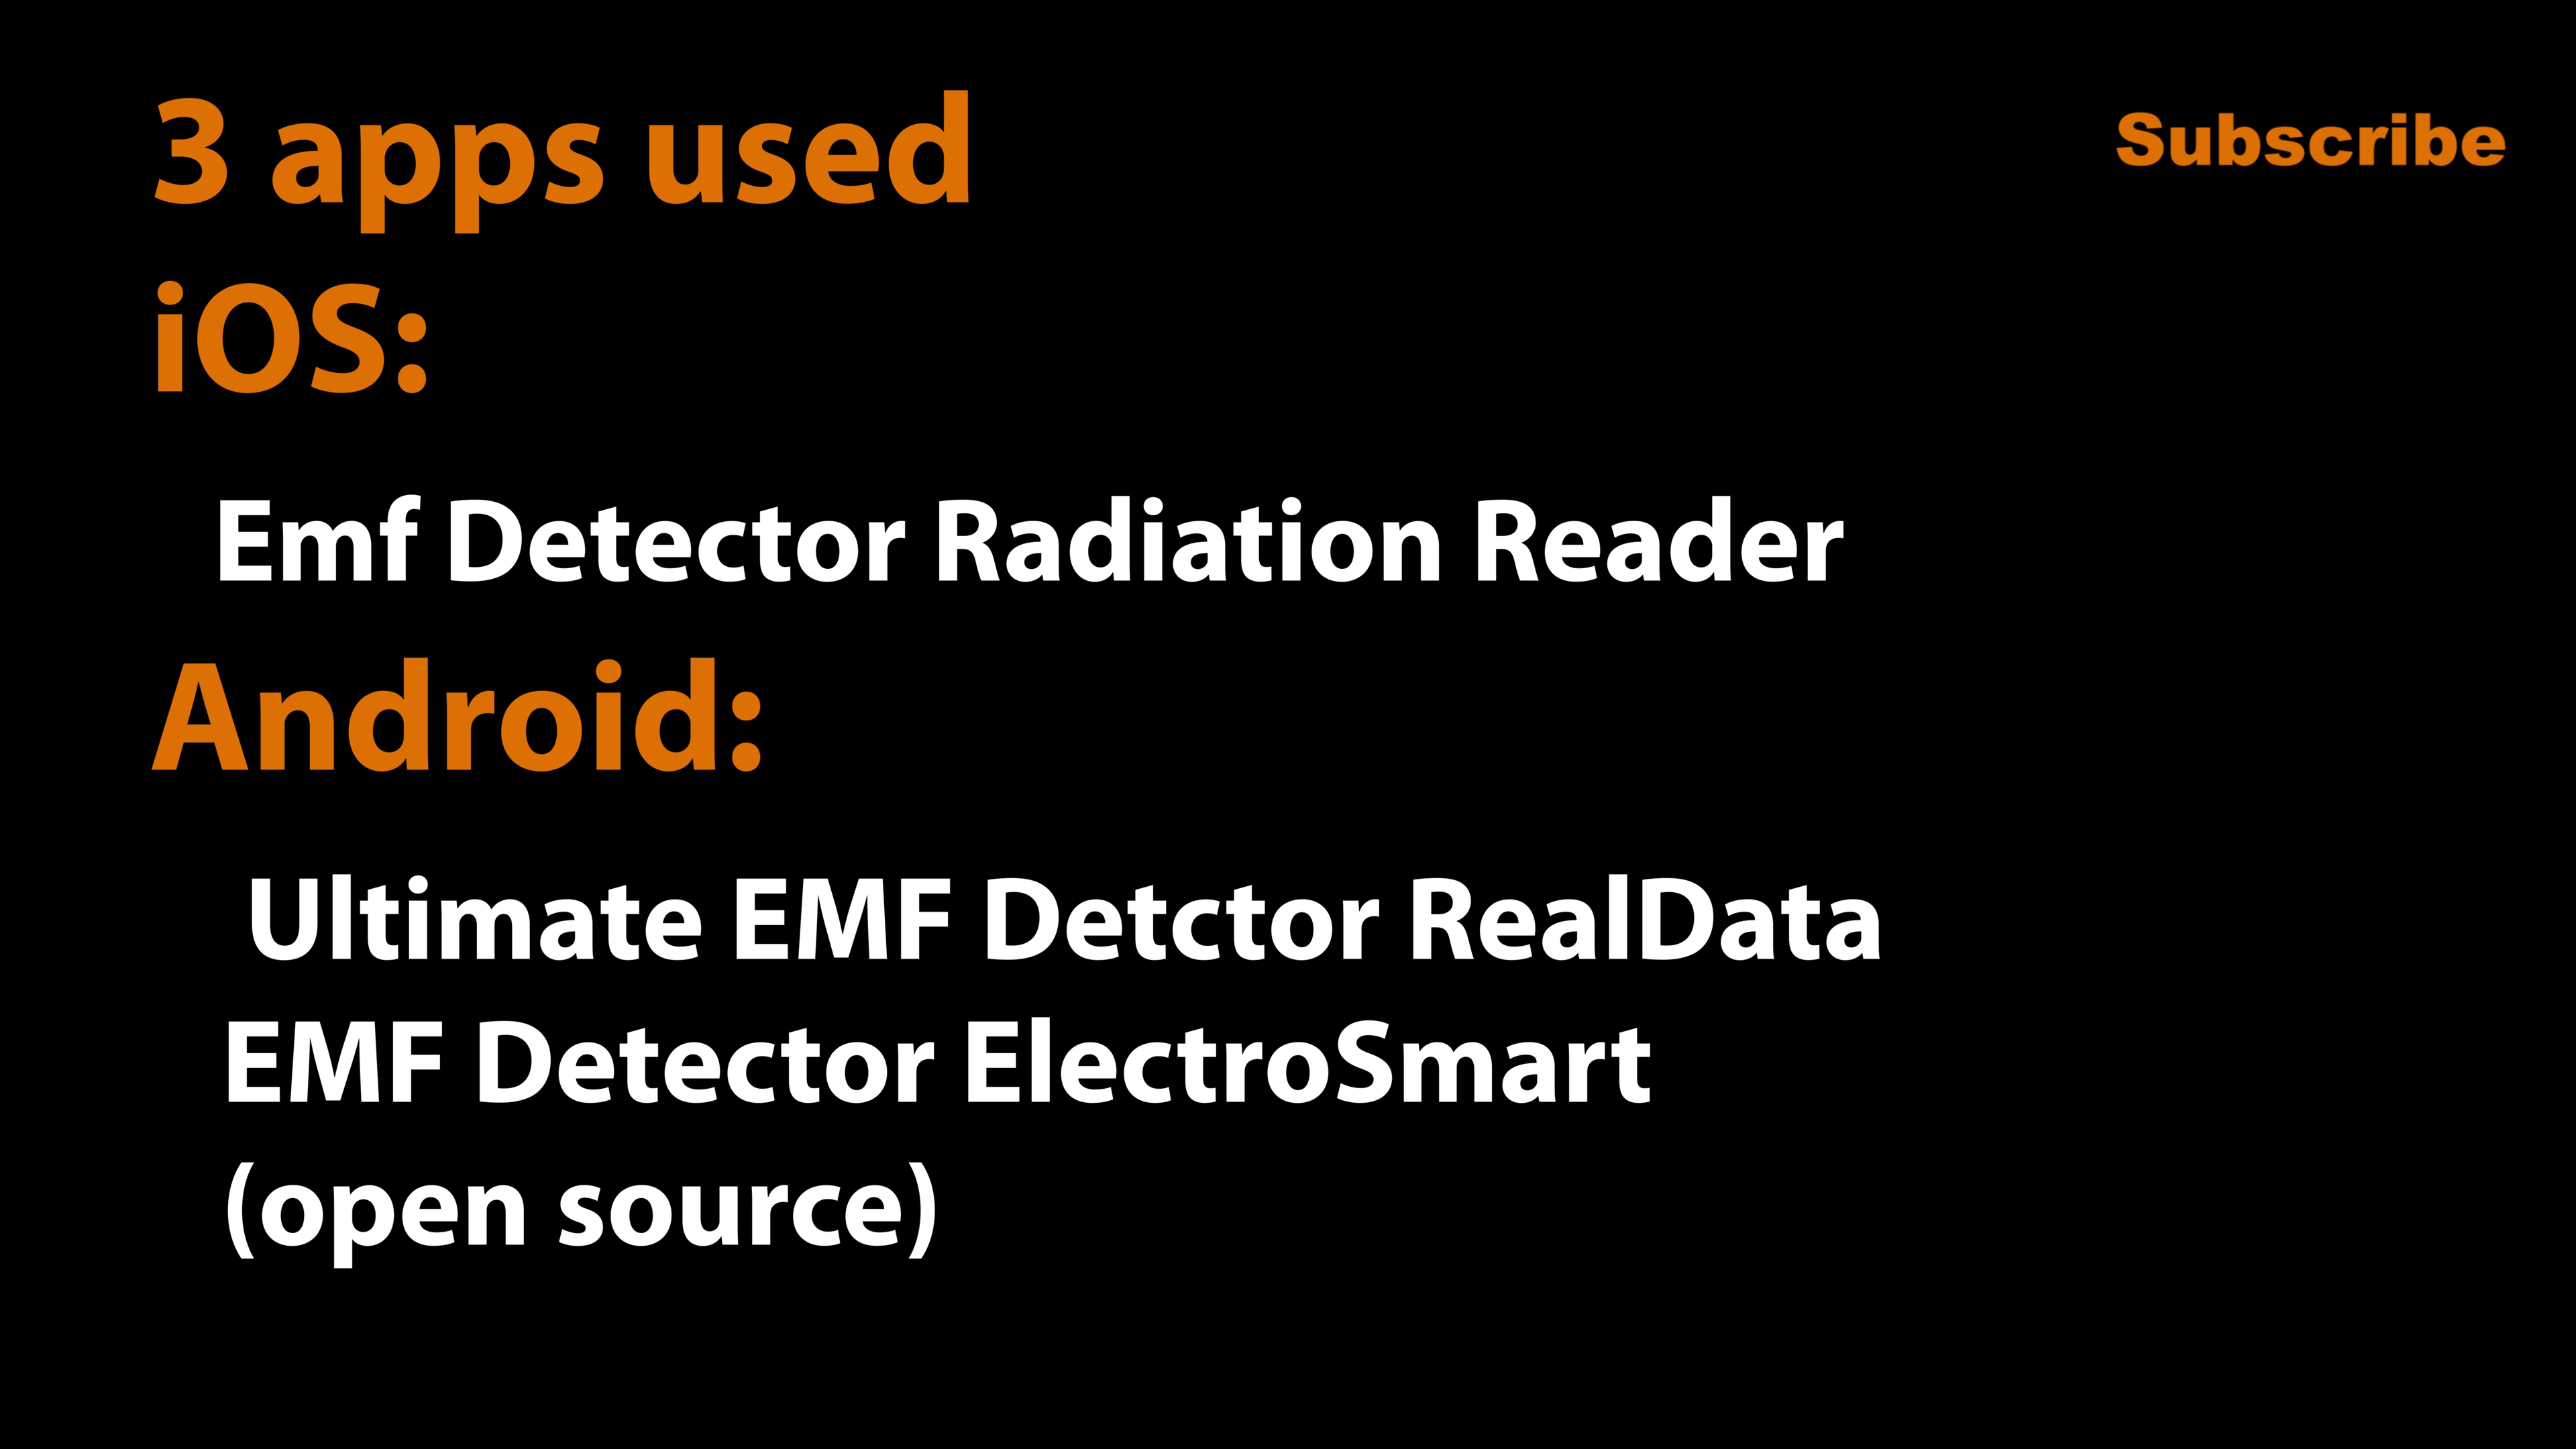 3 apps used
Subscribe
iOS:
Emf Detector Radiation Reader
Android:
Ultimate EMF Detctor RealData
EMF Detector ElectroSmart
(open source)